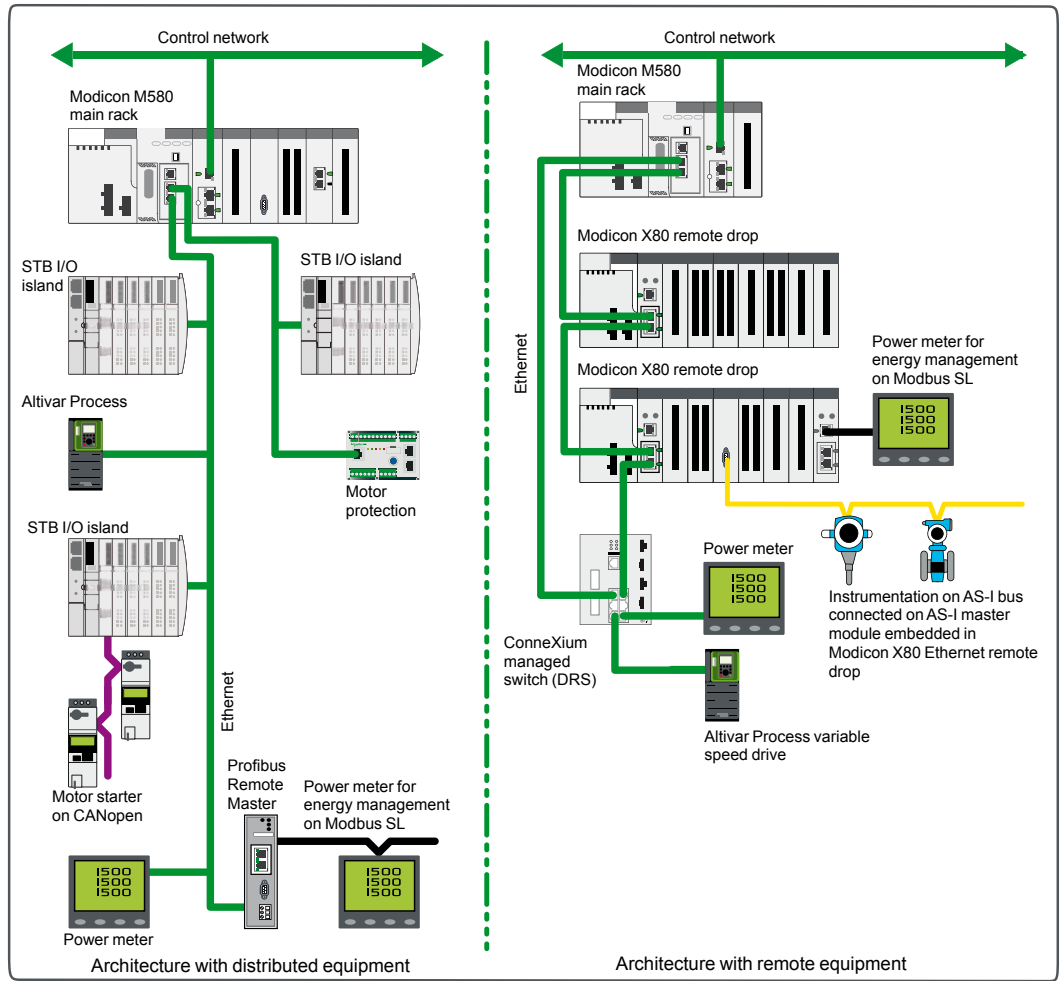 Control network
Modicon M580
main rack
STB I/O
island
STB I/O island
Altivar Process
Motor
protection
STB I/O island
Ethernet
Motor starter
on CANopen
Profibus
Remote
Master
Power meter for
energy management
on Modbus SL
1500
1500
1500
Power meter
1500
1500
1500
Architecture with distributed equipment
Control network
Modicon M580
main rack
Modicon X80 remote drop
Ethernet
Modicon X80 remote drop
Power meter for
energy management
on Modbus SL
1500
1500
1500
Power meter
1500
1500
1500
Instrumentation on AS-I bus
connected on AS-I master
module embedded in
Modicon X80 Ethernet remote
drop
ConneXium
managed
switch (DRS)
Altivar Process variable
speed drive
Architecture with remote equipment